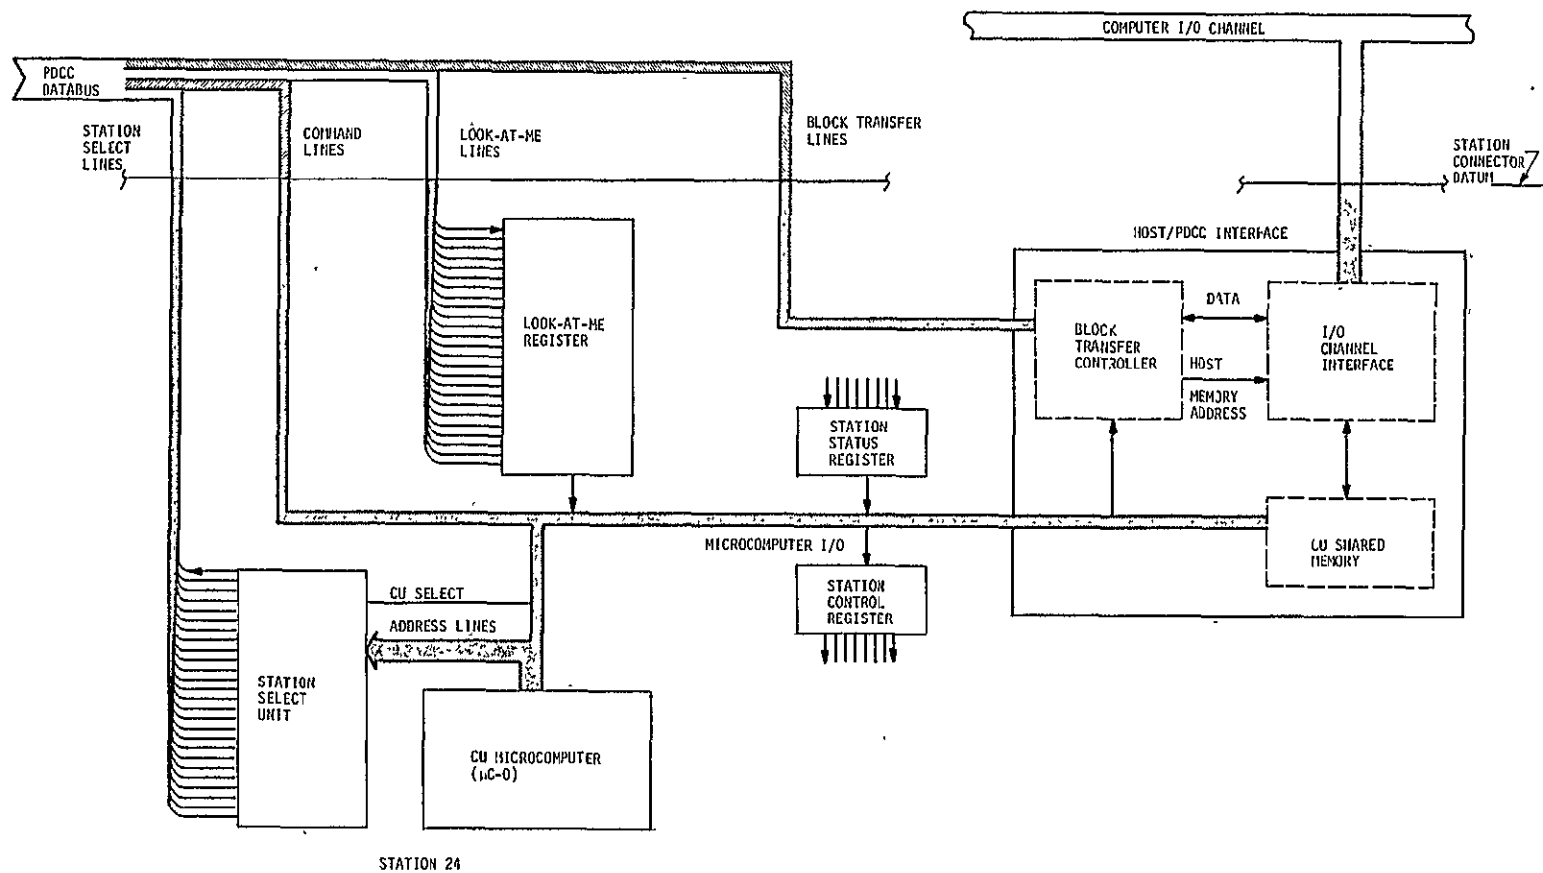 COMPUTER I/O CHANNEL
PDCC
DATABUS
STATION
SELECT
LINES
COMMAND
LINES
LOOK-AT-ME
LINES
BLOCK TRANSFER
LINES
STATION
CONNECTOR
DATUM
HOST/PDCC INTERFACE
LOOK-AT-ME
REGISTER
BLOCK
TRANSFER
CONTROLLER
DATA
HOST
MEMORY
ADDRESS
I/O
CHANNEL
INTERFACE
STATION
STATUS
REGISTER
MICROCOMPUTER I/O
CU SHARED
MEMORY
STATION
CONTROL
REGISTER
CU SELECT
ADDRESS LINES
STATION
SELECT
UNIT
CU MICROCOMPUTER
(μC-0)
STATION 24